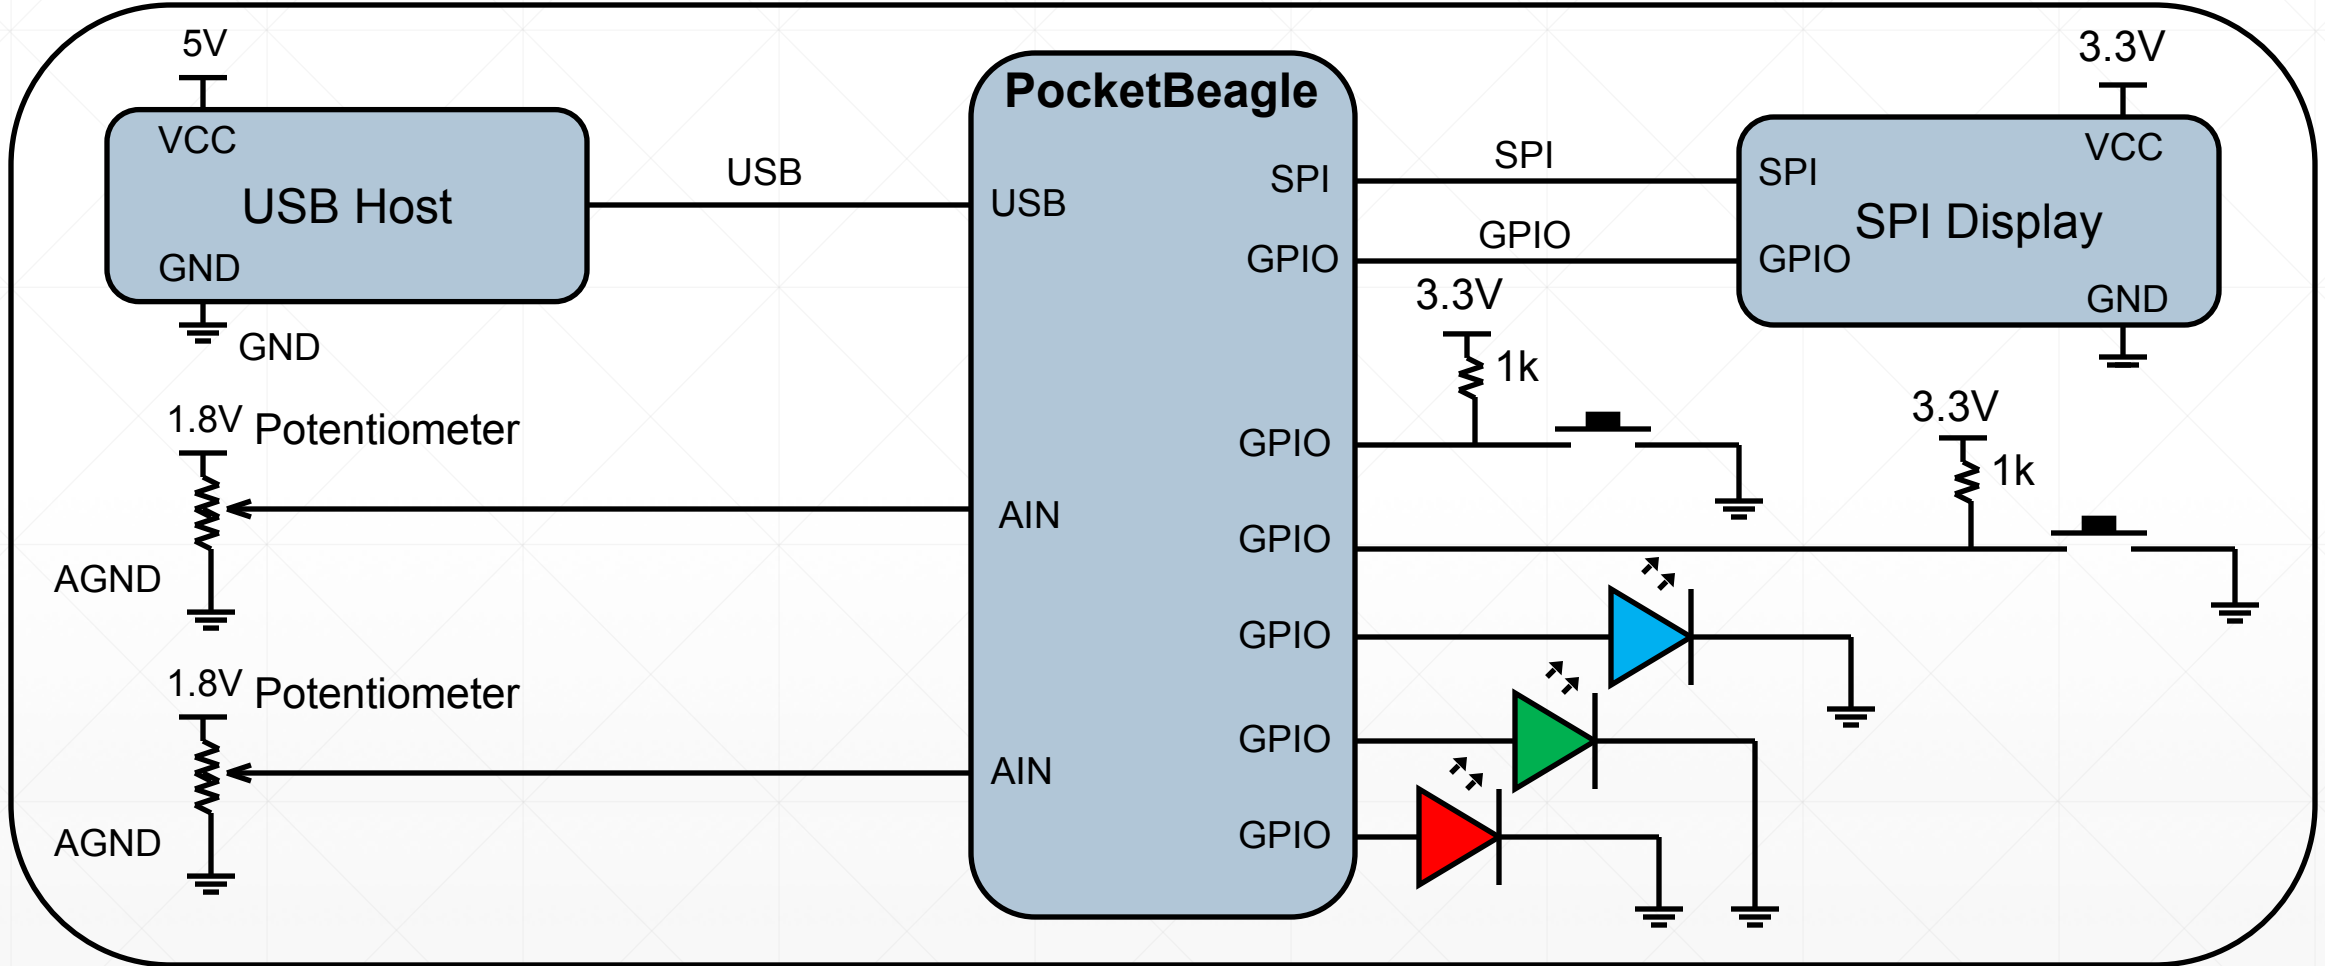 5V
VCC
USB Host
GND
GND
USB
1.8V
Potentiometer
AGND
1.8V
Potentiometer
AGND
PocketBeagle
USB
AIN
AIN
SPI
GPIO
GPIO
GPIO
GPIO
GPIO
GPIO
SPI
GPIO
3.3V
VCC
SPI
SPI Display
GPIO
GND
3.3V
1k
3.3V
1k